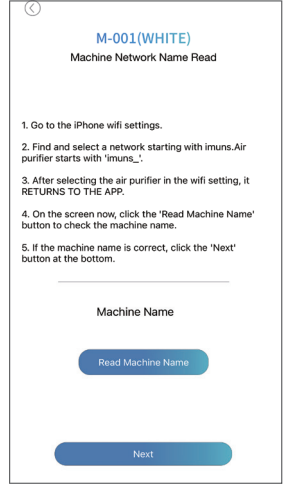 M-001(WHITE)
Machine Network Name Read
1. Go to the iPhone wifi settings.
2. Find and select a network starting with imuns.Air
purifier starts with 'imuns_'.
3. After selecting the air purifier in the wifi setting, it
RETURNS TO THE APP.
4. On the screen now, click the 'Read Machine Name'
button to check the machine name.
5. If the machine name is correct, click the 'Next'
button at the bottom.
Machine Name
Read Machine Name
Next